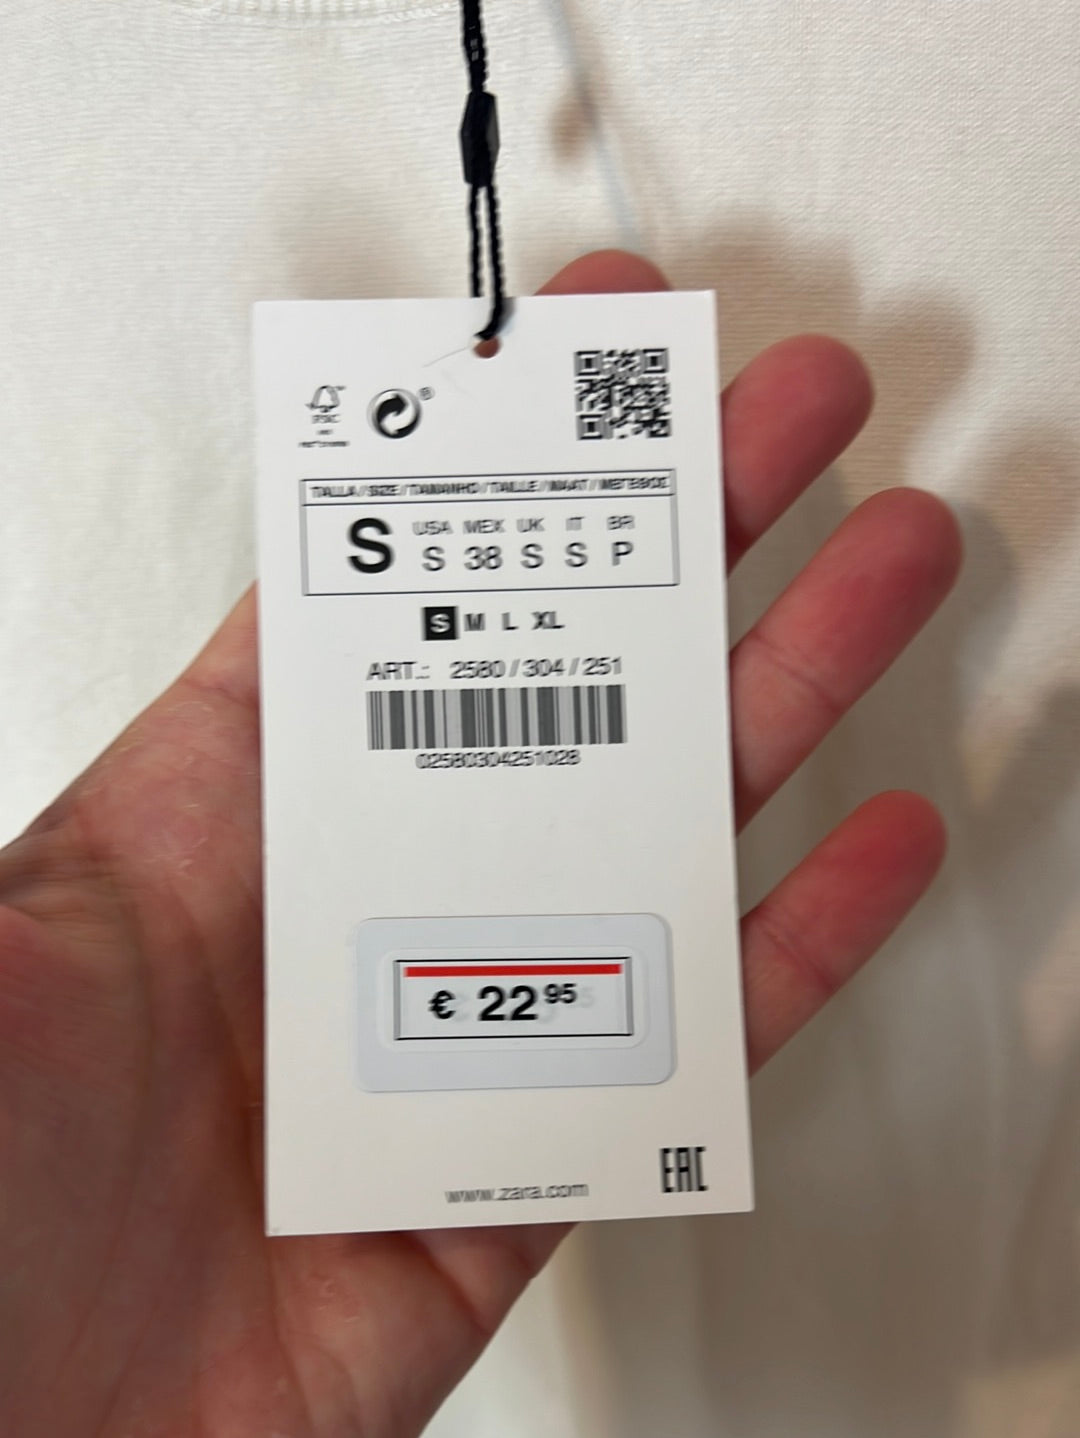 FSC
®
TALLA / SIZE / TAMANHO / TAILLE / MAAT /
USA MEX UK IT BR
S S 38 S S P
S M L XL
ART.: 2580 / 304 / 251
02580304251028
€ 22 95
EAC
www.zara.com